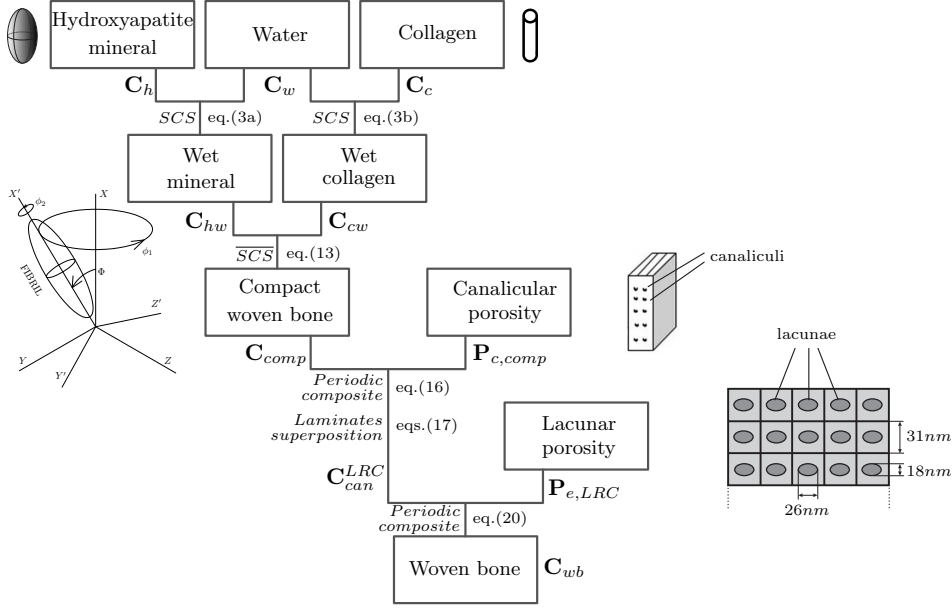 Hydroxyapatite
mineral
Water
Collagen
C_h
C_w
C_c
SCS eq.(3a)
SCS eq.(3b)
Wet
mineral
Wet
collagen
X′
ϕ₂
X
ϕ₁
FIBRIL
Φ
Z′
Y
Y′
Z
C_hw
C_cw
S̅C̅S̅ eq.(13)
Compact
woven bone
Canalicular
porosity
canaliculi
C_comp
P_c,comp
Periodic
composite
eq.(16)
Laminates
superposition
eqs.(17)
Lacunar
porosity
lacunae
31nm
18nm
26nm
C_can^LRC
P_e,LRC
Periodic
composite
eq.(20)
Woven bone
C_wb